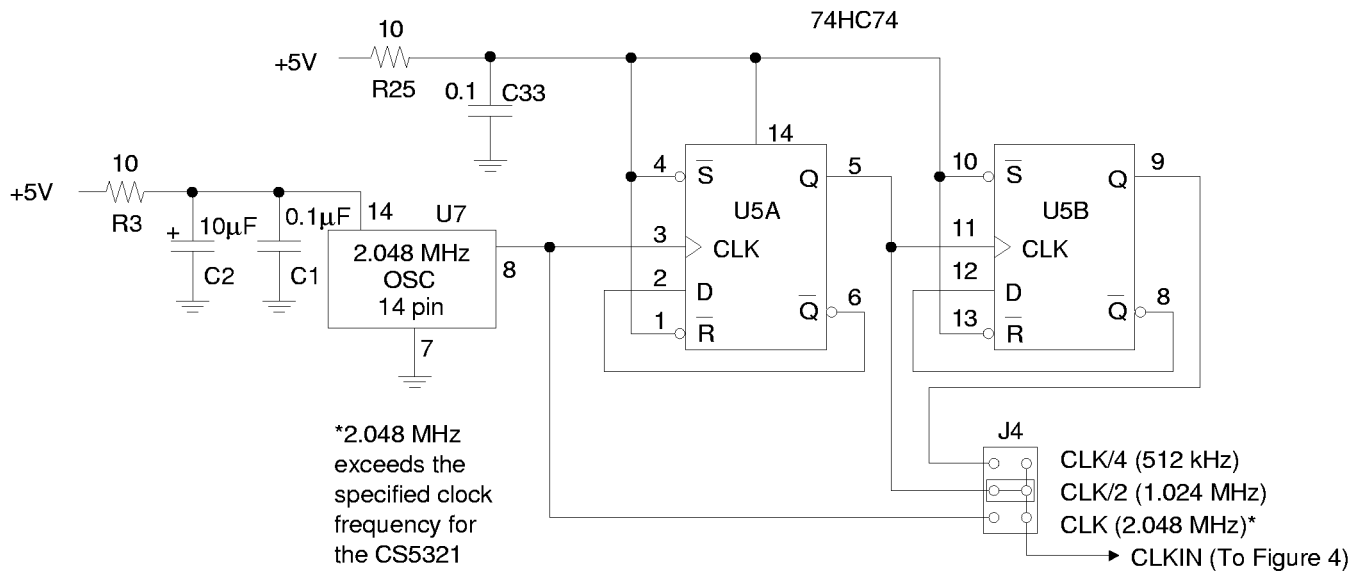 74HC74
10
+5V
R25
0.1
C33
14
10
+5V
R3
14
U7
+
10µF
0.1µF
C2
C1
2.048 MHz
OSC
14 pin
8
7
4
S
Q
5
U5A
3
CLK
2
D
Q
6
1
R
10
S
Q
9
U5B
11
CLK
12
D
Q
8
13
R
*2.048 MHz
exceeds the
specified clock
frequency for
the CS5321
J4
CLK/4 (512 kHz)
CLK/2 (1.024 MHz)
CLK (2.048 MHz)*
CLKIN (To Figure 4)